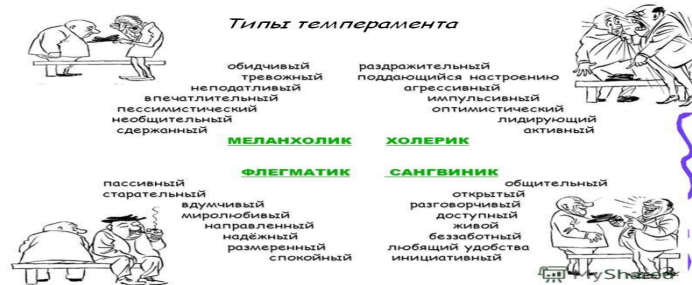 Типы темперамента
обидчивый
тревожный
неподатливый
впечатлительный
пессимистический
необщительный
сдержанный
МЕЛАНХОЛИК
раздражительный
поддающийся настроению
агрессивный
импульсивный
оптимистический
лидирующий
активный
ХОЛЕРИК
ФЛЕГМАТИК
пассивный
старательный
вдумчивый
миролюбивый
направленный
надёжный
размеренный
спокойный
САНГВИНИК
общительный
открытый
разговорчивый
доступный
живой
беззаботный
любящий удобства
инициативный
MyShared